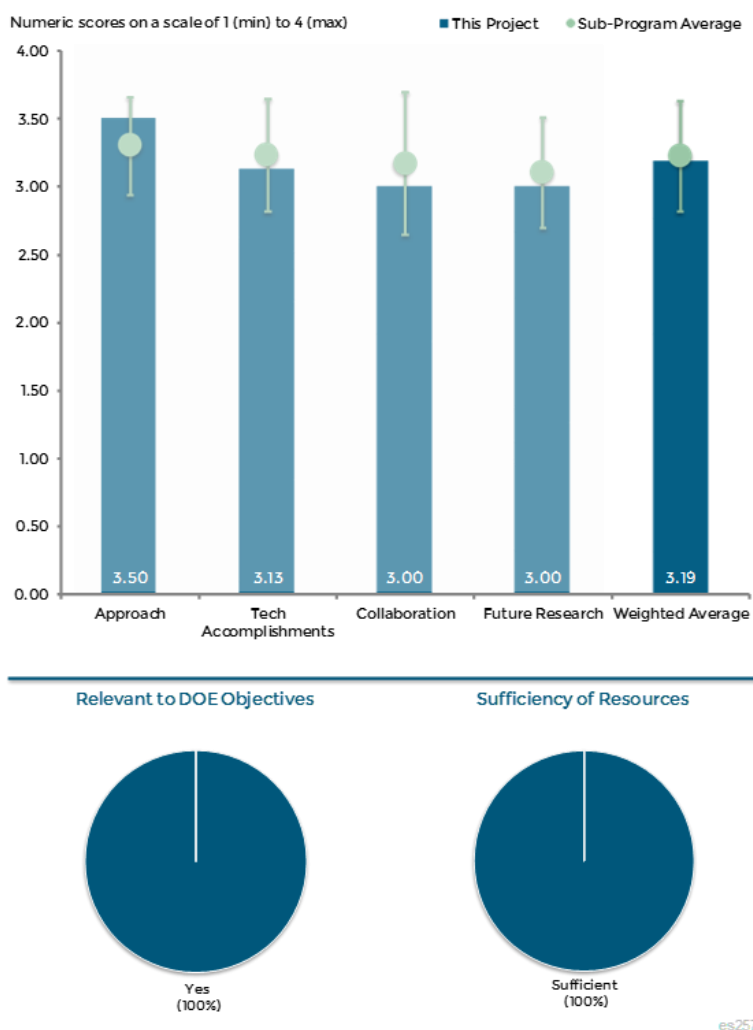 Numeric scores on a scale of 1 (min) to 4 (max)
This Project
Sub-Program Average
4.00
3.50
3.00
2.50
2.00
1.50
1.00
0.50
0.00
3.50
3.13
3.00
3.00
3.19
Approach
Tech
Accomplishments
Collaboration
Future Research
Weighted Average
Relevant to DOE Objectives
Sufficiency of Resources
Yes
(100%)
Sufficient
(100%)